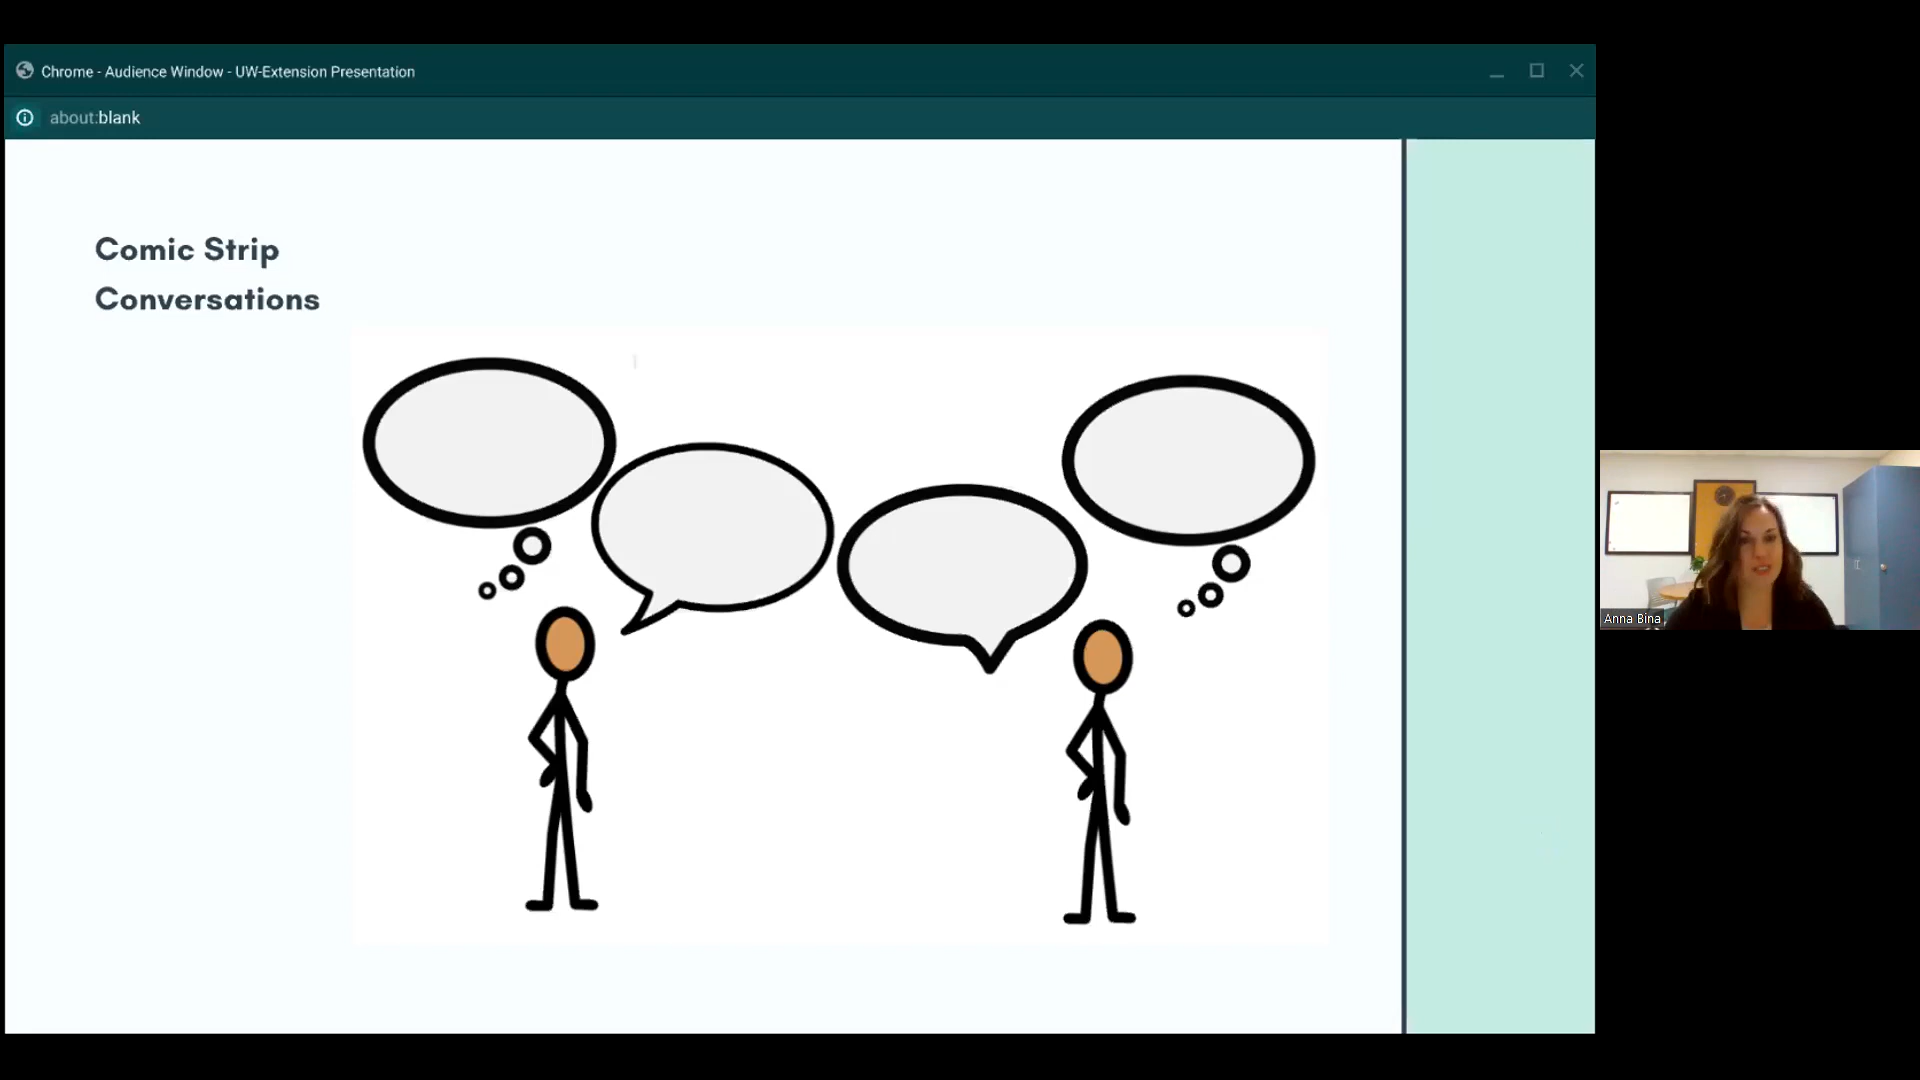 Chrome - Audience Window - UW-Extension Presentation
about:blank
Comic Strip
Conversations
Anna Bina